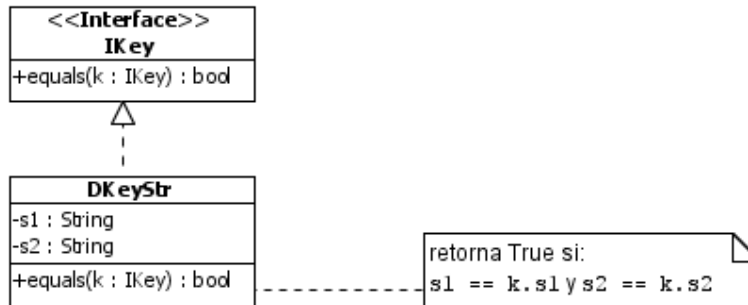 <<Interface>>
IKey
+equals(k : IKey) : bool
DKeyStr
-s1 : String
-s2 : String
+equals(k : IKey) : bool
retorna True si:
s1 == k.s1 y s2 == k.s2